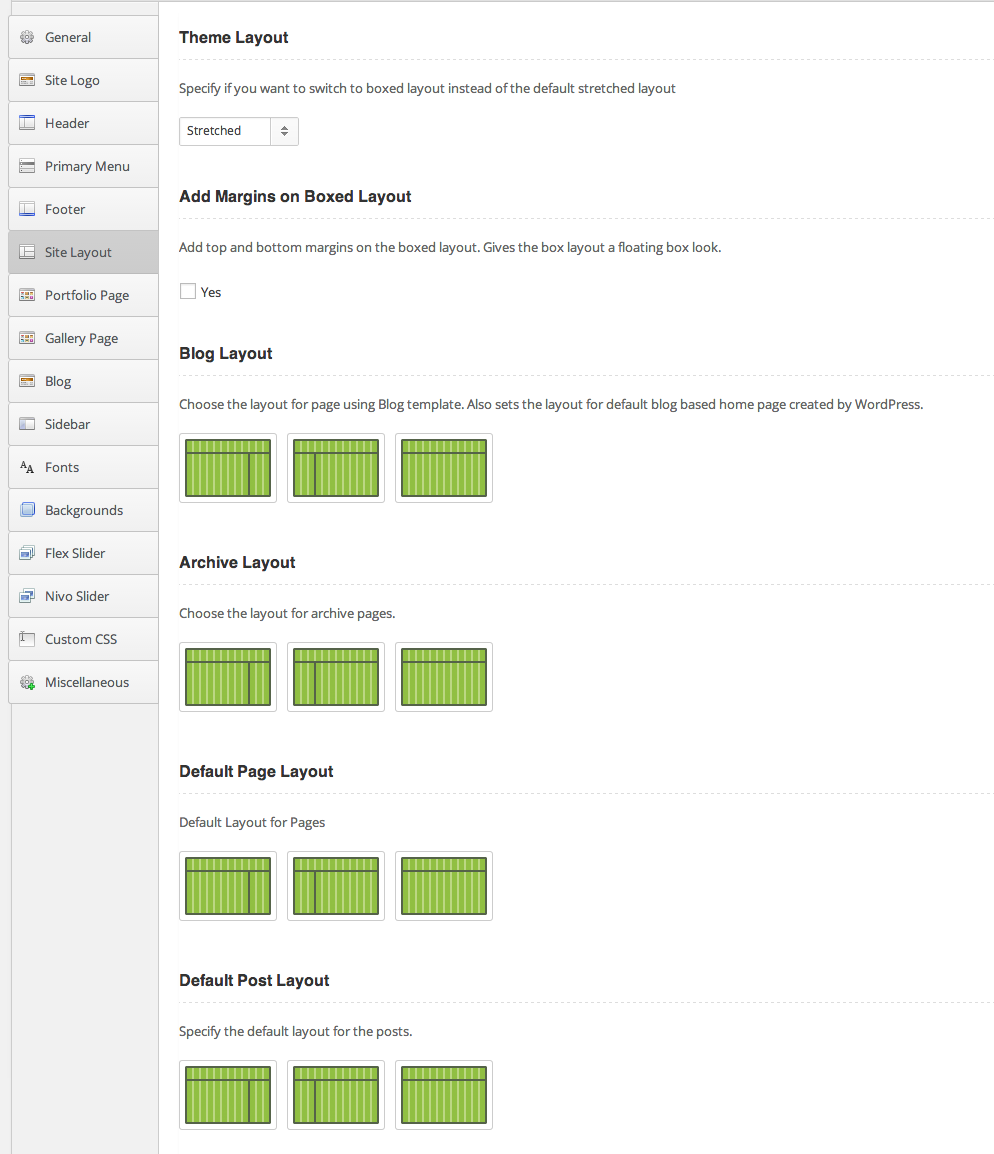 General
Site Logo
Header
Primary Menu
Footer
Site Layout
Portfolio Page
Gallery Page
Blog
Sidebar
Fonts
Backgrounds
Flex Slider
Nivo Slider
Custom CSS
Miscellaneous
Theme Layout
Specify if you want to switch to boxed layout instead of the default stretched layout
Stretched
Add Margins on Boxed Layout
Add top and bottom margins on the boxed layout. Gives the box layout a floating box look.
Yes
Blog Layout
Choose the layout for page using Blog template. Also sets the layout for default blog based home page created by WordPress.
Archive Layout
Choose the layout for archive pages.
Default Page Layout
Default Layout for Pages
Default Post Layout
Specify the default layout for the posts.